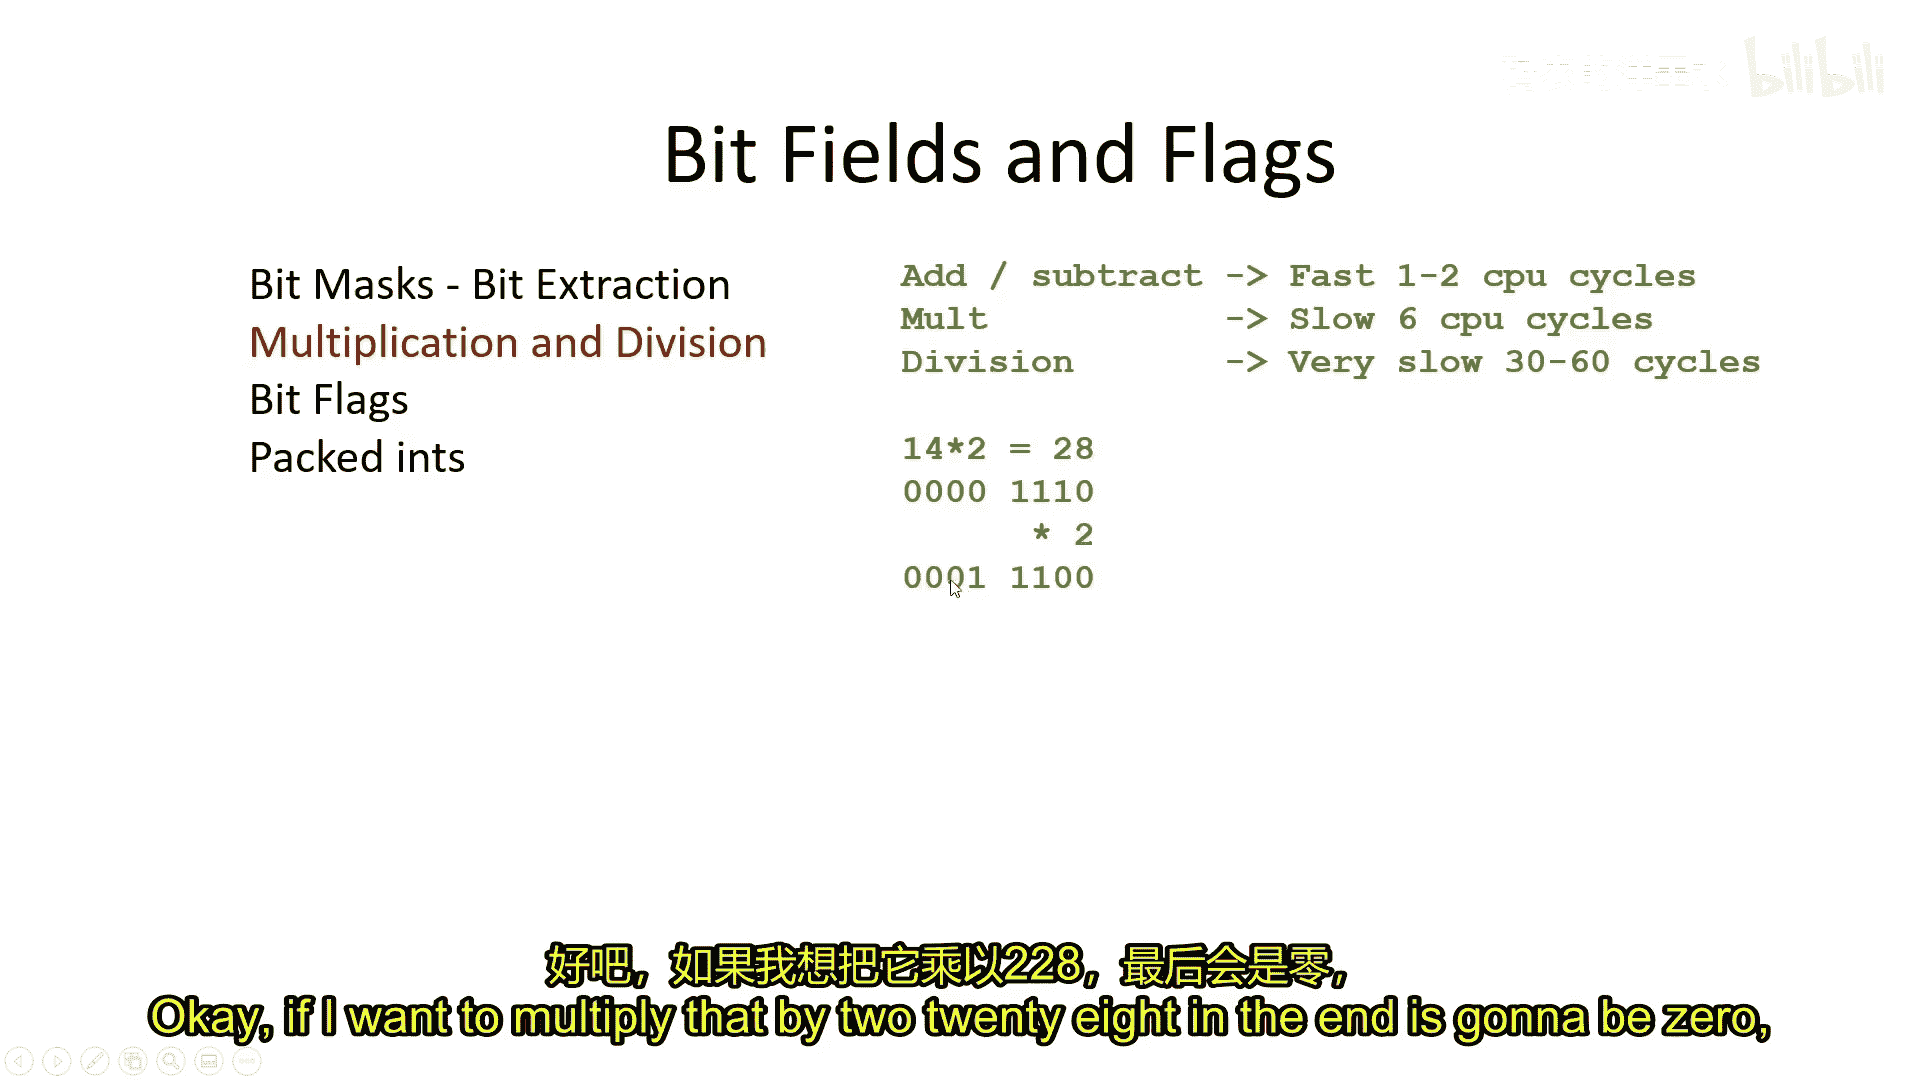 bilibili
Bit Fields and Flags
Bit Masks - Bit Extraction
Multiplication and Division
Bit Flags
Packed ints
Add / subtract -> Fast 1-2 cpu cycles
Mult -> Slow 6 cpu cycles
Division -> Very slow 30-60 cycles
14*2 = 28
0000 1110
* 2
0001 1100
好吧，如果我想把它乘以228，最后会是零，
Okay, if I want to multiply that by two twenty eight in the end is gonna be zero,